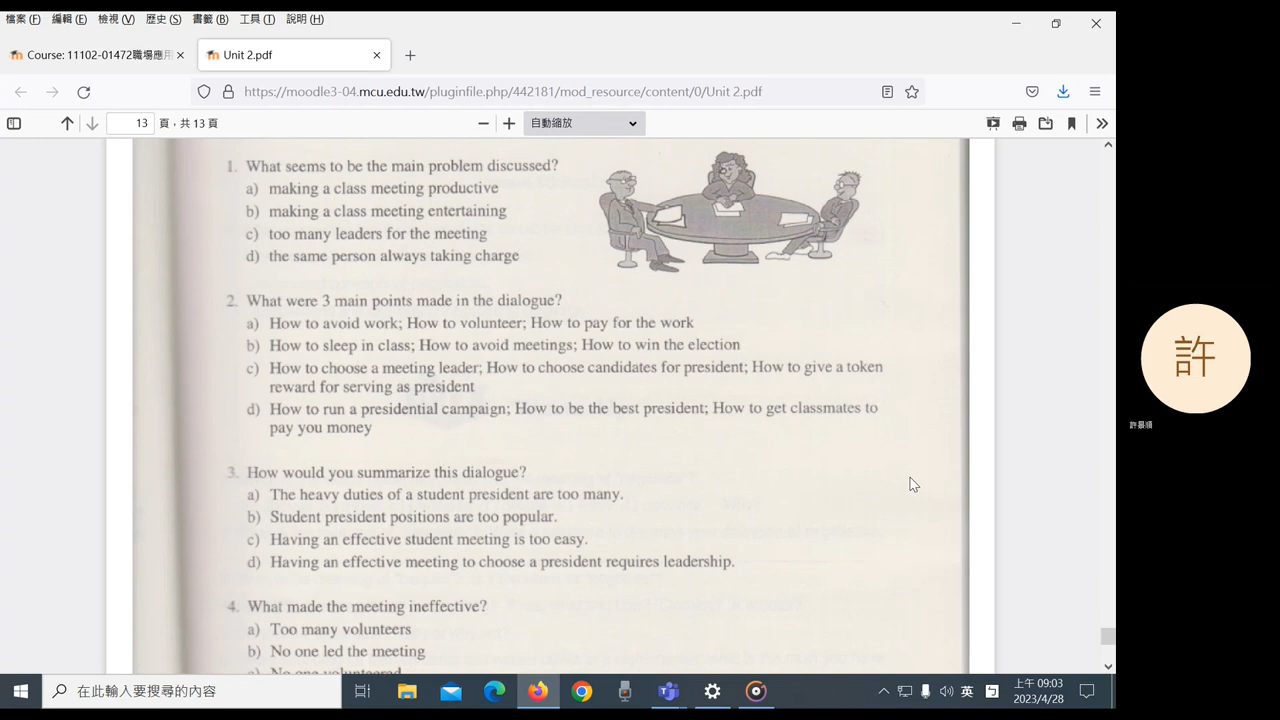 檔案(F) 編輯(E) 檢視(V) 歷史(S) 書籤(B) 工具(T) 說明(H)
Course: 11102-01472職場應用
Unit 2.pdf
https://moodle3-04.mcu.edu.tw/pluginfile.php/442181/mod_resource/content/0/Unit 2.pdf
13 頁，共 13 頁
自動縮放
1. What seems to be the main problem discussed?
a) making a class meeting productive
b) making a class meeting entertaining
c) too many leaders for the meeting
d) the same person always taking charge
2. What were 3 main points made in the dialogue?
a) How to avoid work; How to volunteer; How to pay for the work
b) How to sleep in class; How to avoid meetings; How to win the election
c) How to choose a meeting leader; How to choose candidates for president; How to give a token
reward for serving as president
d) How to run a presidential campaign; How to be the best president; How to get classmates to
pay you money
3. How would you summarize this dialogue?
a) The heavy duties of a student president are too many.
b) Student president positions are too popular.
c) Having an effective student meeting is too easy.
d) Having an effective meeting to choose a president requires leadership.
4. What made the meeting ineffective?
a) Too many volunteers
b) No one led the meeting
c) No one volunteered
許
許景順
在此輸入要搜尋的內容
英
上午 09:03
2023/4/28